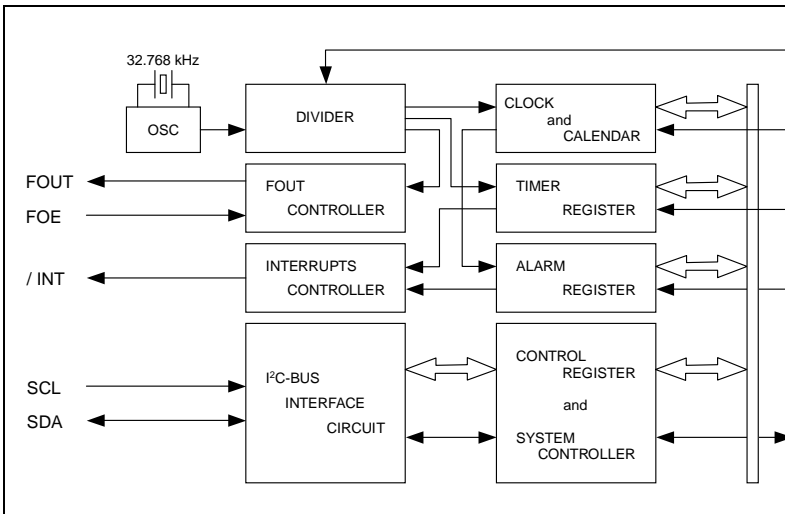 32.768 kHz
OSC
DIVIDER
CLOCK
and
CALENDAR
FOUT
FOE
FOUT
CONTROLLER
TIMER
REGISTER
/ INT
INTERRUPTS
CONTROLLER
ALARM
REGISTER
SCL
SDA
I²C-BUS
INTERFACE
CIRCUIT
CONTROL
REGISTER
and
SYSTEM
CONTROLLER